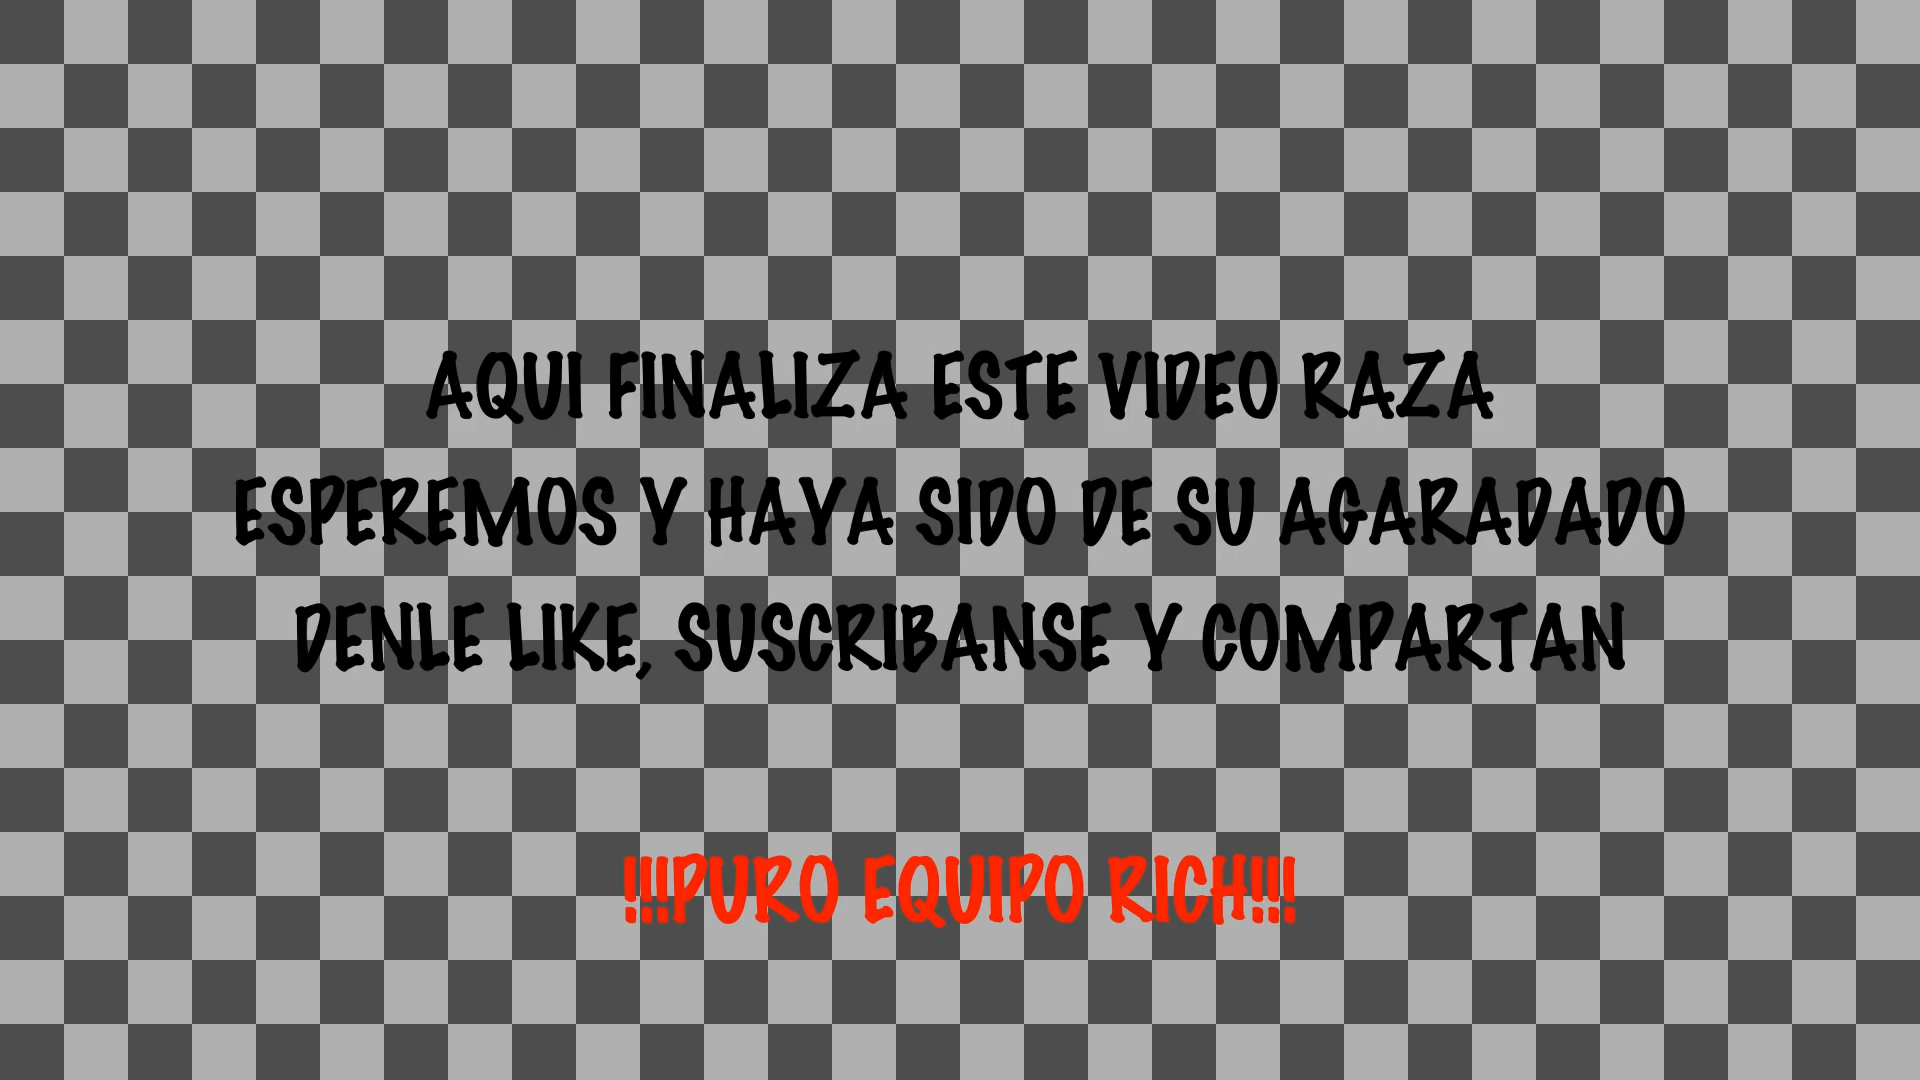 AQUI FINALIZA ESTE VIDEO RAZA
ESPEREMOS Y HAYA SIDO DE SU AGARADADO
DENLE LIKE, SUSCRIBANSE Y COMPARTAN
!!!PURO EQUIPO RICH!!!